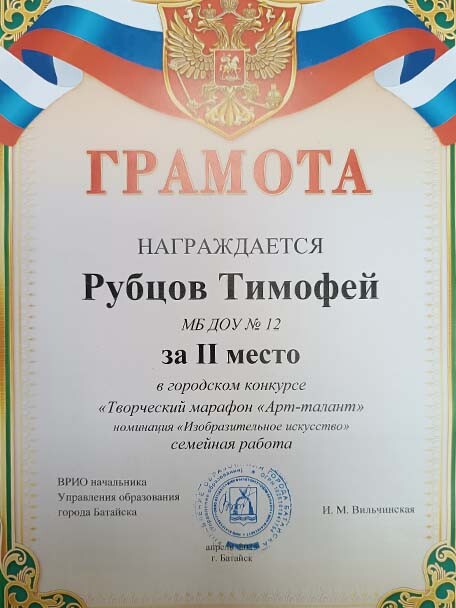 ГРАМОТА
НАГРАЖДАЕТСЯ
Рубцов Тимофей
МБ ДОУ № 12
за II место
в городском конкурсе
«Творческий марафон «Арт-талант»
номинация «Изобразительное искусство»
семейная работа
ВРИО начальника
Управления образования
города Батайска
И. М. Вильчинская
апрель
г. Батайск